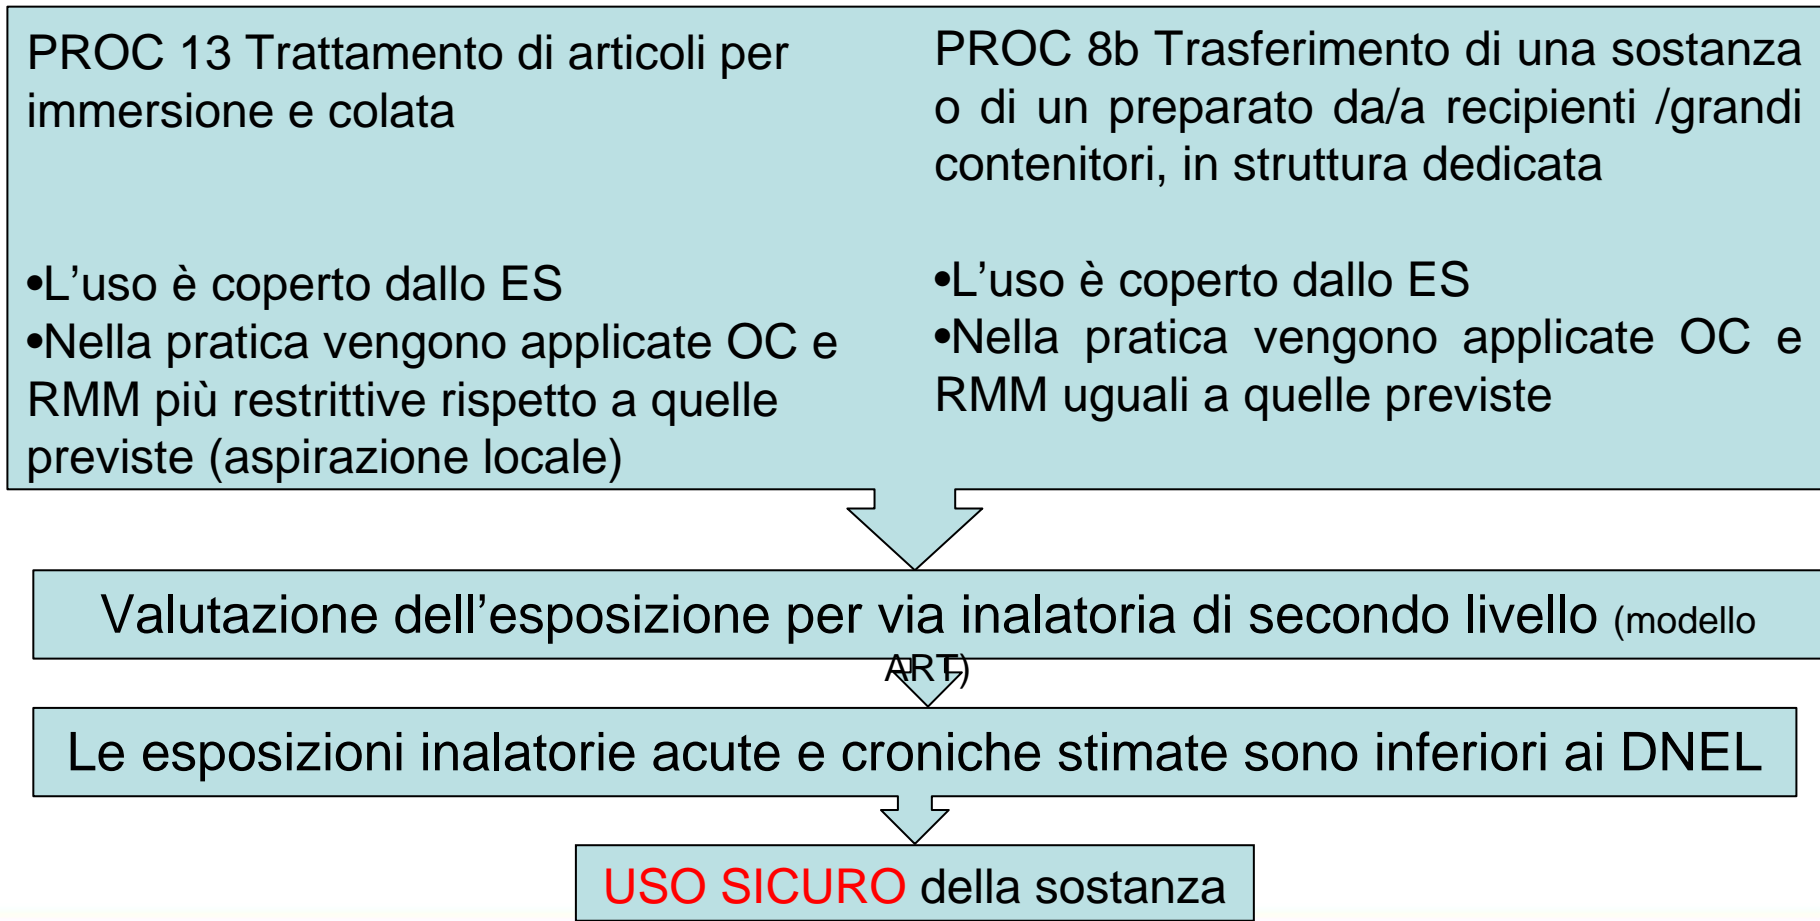 PROC 13 Trattamento di articoli per
immersione e colata
•L'uso è coperto dallo ES
•Nella pratica vengono applicate OC e
RMM più restrittive rispetto a quelle
previste (aspirazione locale)
PROC 8b Trasferimento di una sostanza
o di un preparato da/a recipienti /grandi
contenitori, in struttura dedicata
•L'uso è coperto dallo ES
•Nella pratica vengono applicate OC e
RMM uguali a quelle previste
Valutazione dell'esposizione per via inalatoria di secondo livello (modello
ART)
Le esposizioni inalatorie acute e croniche stimate sono inferiori ai DNEL
USO SICURO della sostanza